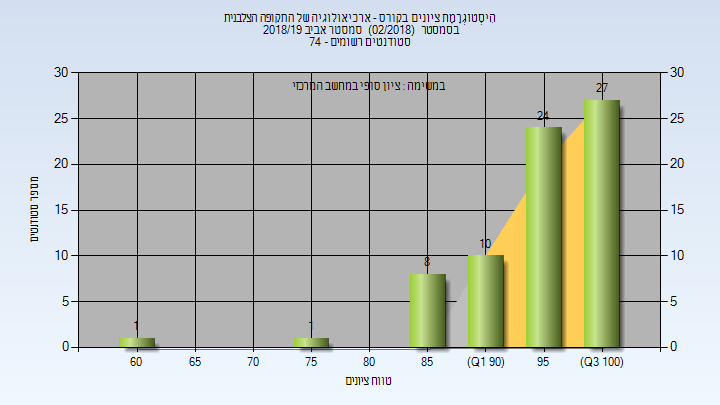 היסטוגרמת ציונים בקורס - ארכיאולוגיה של התקופה הצלבנית
בסמסטר (02/2018) סמסטר אביב 2018/19
סטודנטים רשומים - 74
במשימה : ציון סופי במחשב המרכזי
מספר סטודנטים
30 30
25 25
20 20
15 15
10 10
5 5
0 0
1 1 8 10 24 27
60 65 70 75 80 85 (Q1 90) 95 (Q3 100)
טווח ציונים